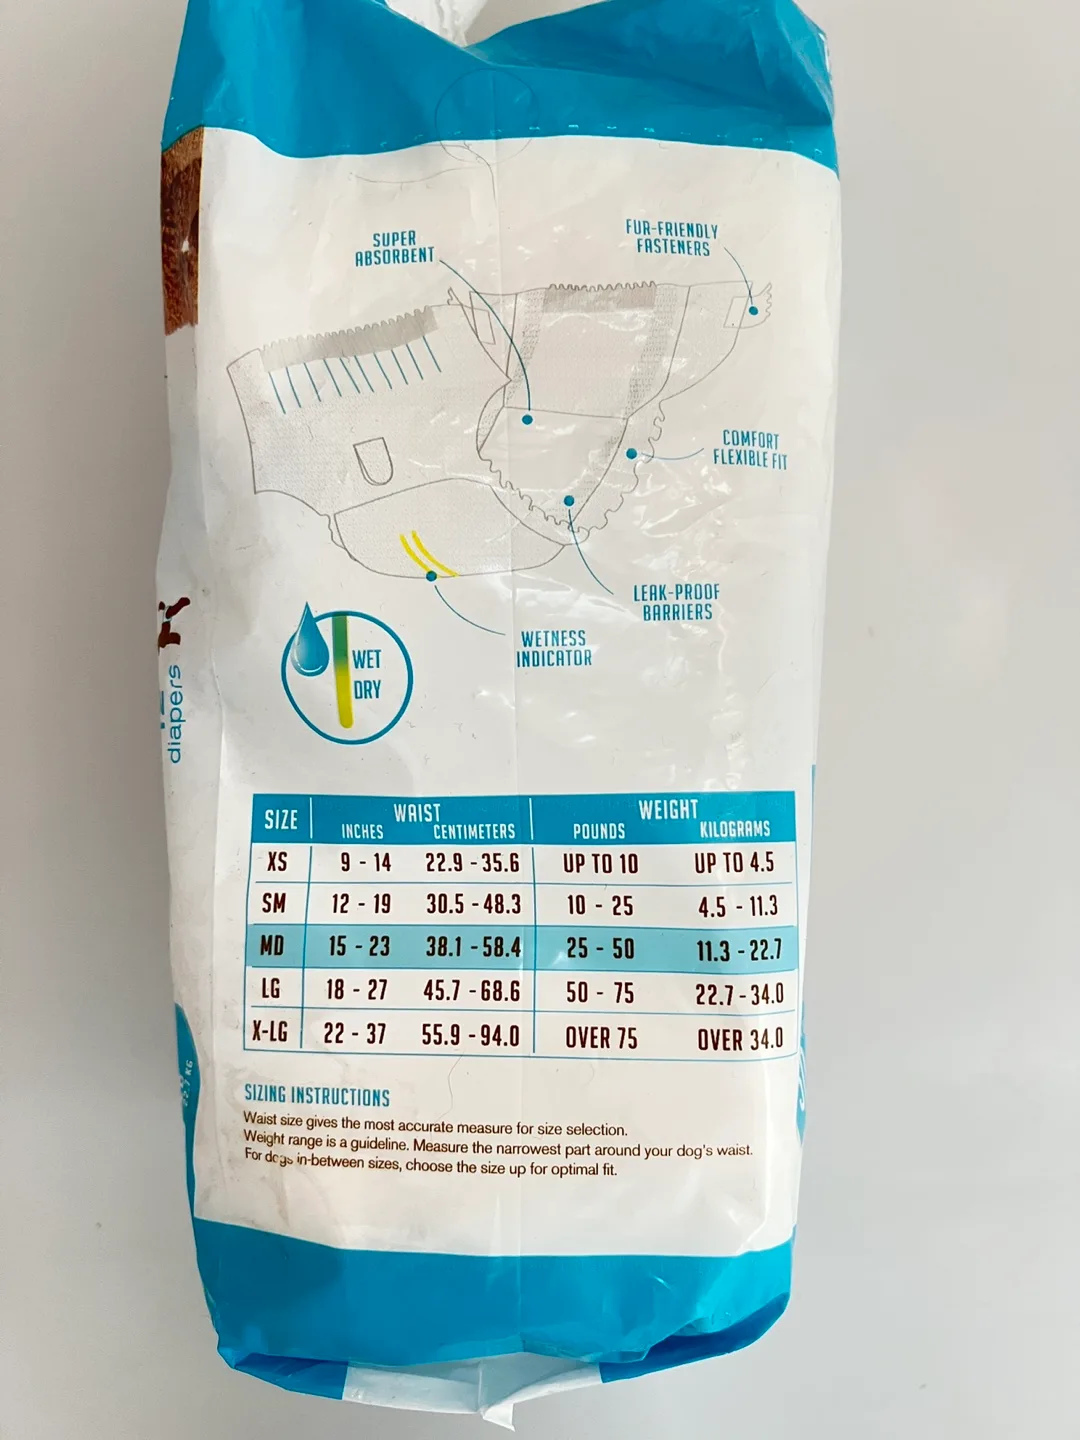 SUPER
ABSORBENT
FUR-FRIENDLY
FASTENERS
COMFORT
FLEXIBLE FIT
LEAK-PROOF
BARRIERS
WETNESS
INDICATOR
WET
DRY
diapers
SIZE WAIST WEIGHT
INCHES CENTIMETERS POUNDS KILOGRAMS
XS 9 - 14 22.9 - 35.6 UP TO 10 UP TO 4.5
SM 12 - 19 30.5 - 48.3 10 - 25 4.5 - 11.3
MD 15 - 23 38.1 - 58.4 25 - 50 11.3 - 22.7
LG 18 - 27 45.7 - 68.6 50 - 75 22.7 - 34.0
X-LG 22 - 37 55.9 - 94.0 OVER 75 OVER 34.0
SIZING INSTRUCTIONS
Waist size gives the most accurate measure for size selection.
Weight range is a guideline. Measure the narrowest part around your dog's waist.
For dogs in-between sizes, choose the size up for optimal fit.